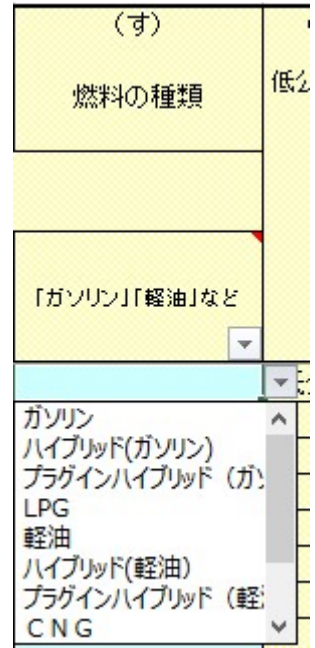 (す)
燃料の種類
低公
「ガソリン」「軽油」など
ガソリン
ハイブリッド(ガソリン)
プラグインハイブリッド（ガソ
LPG
軽油
ハイブリッド(軽油）
プラグインハイブリッド（軽
ＣＮＧ